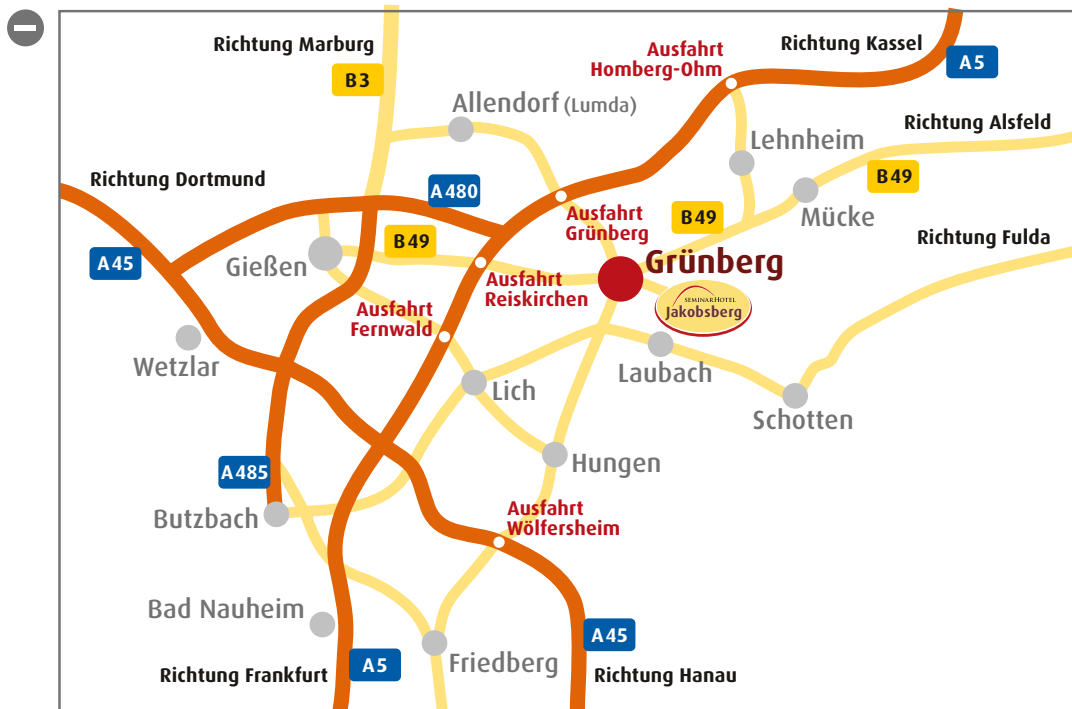 Richtung Marburg
Ausfahrt
Homberg-Ohm
Richtung Kassel
A5
B3
Allendorf (Lumda)
Lehnheim
Richtung Alsfeld
Richtung Dortmund
A480
B49
Mücke
Ausfahrt
Grünberg
B49
B49
Richtung Fulda
A45
Gießen
Ausfahrt
Reiskirchen
Grünberg
SEMINARHOTEL
Jakobsberg
Ausfahrt
Fernwald
Wetzlar
Lich
Laubach
Schotten
A485
Hungen
Butzbach
Ausfahrt
Wölfersheim
Bad Nauheim
A45
Richtung Frankfurt
A5
Friedberg
Richtung Hanau